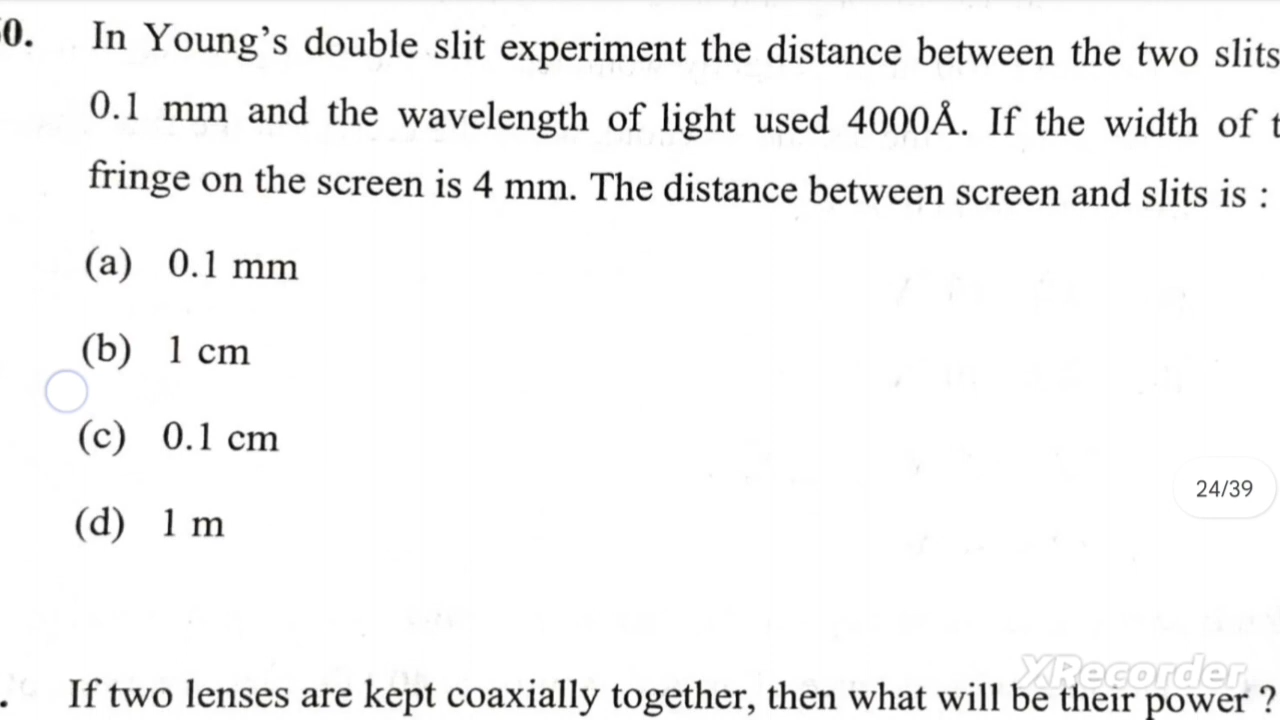 0. In Young's double slit experiment the distance between the two slits
0.1 mm and the wavelength of light used 4000Å. If the width of t
fringe on the screen is 4 mm. The distance between screen and slits is :
(a) 0.1 mm
(b) 1 cm
(c) 0.1 cm
(d) 1 m
24/39
XRecorder
. If two lenses are kept coaxially together, then what will be their power ?